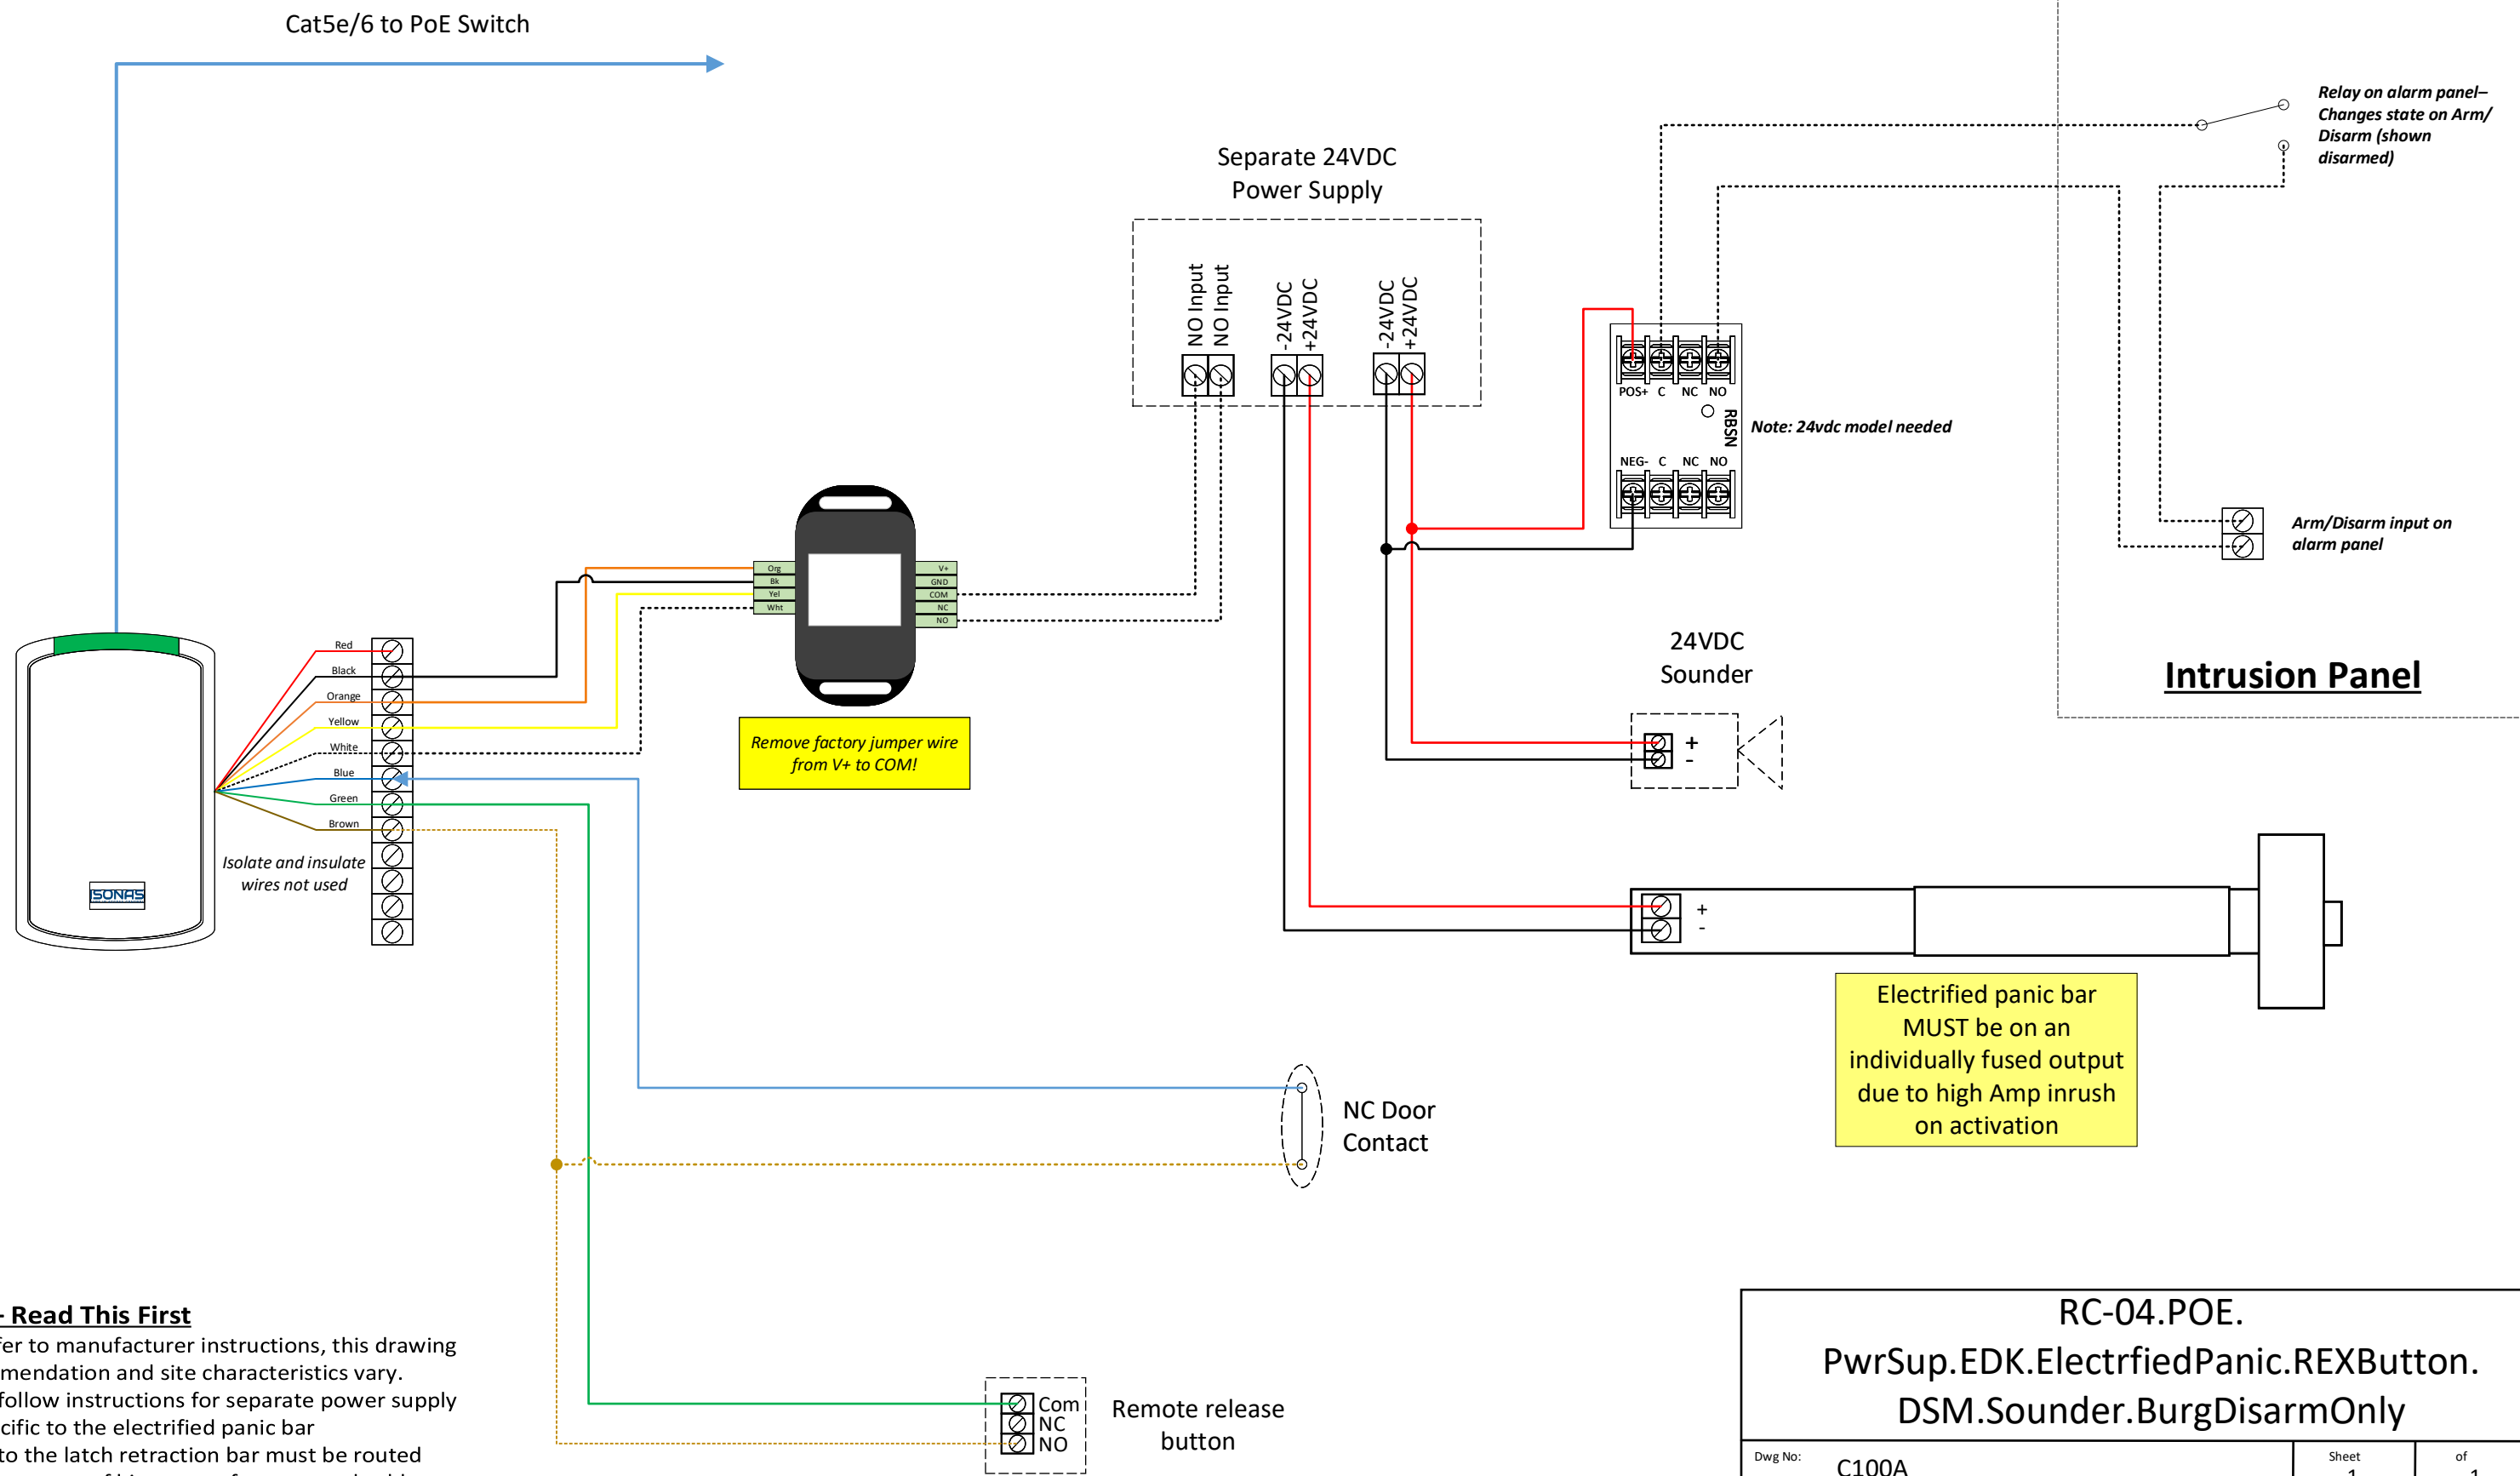 Cat5e/6 to PoE Switch
Relay on alarm panel–
Changes state on Arm/
Disarm (shown
disarmed)
Separate 24VDC
Power Supply
NO Input
NO Input
-24VDC
+24VDC
-24VDC
+24VDC
POS+ C NC NO
RBSN
NEG- C NC NO
Note: 24vdc model needed
Arm/Disarm input on
alarm panel
Intrusion Panel
Org
Bk
Yel
Wht
V+
GND
COM
NC
NO
Remove factory jumper wire
from V+ to COM!
Red
Black
Orange
Yellow
White
Blue
Green
Brown
Isolate and insulate
wires not used
ISONAS
24VDC
Sounder
+
-
+
-
Electrified panic bar
MUST be on an
individually fused output
due to high Amp inrush
on activation
NC Door
Contact
Com
NC
NO
Remote release
button
- Read This First
fer to manufacturer instructions, this drawing
mendation and site characteristics vary.
follow instructions for separate power supply
cific to the electrified panic bar
to the latch retraction bar must be routed
RC-04.POE.
PwrSup.EDK.ElectrfiedPanic.REXButton.
DSM.Sounder.BurgDisarmOnly
Dwg No: C100A
Sheet 1 of 1